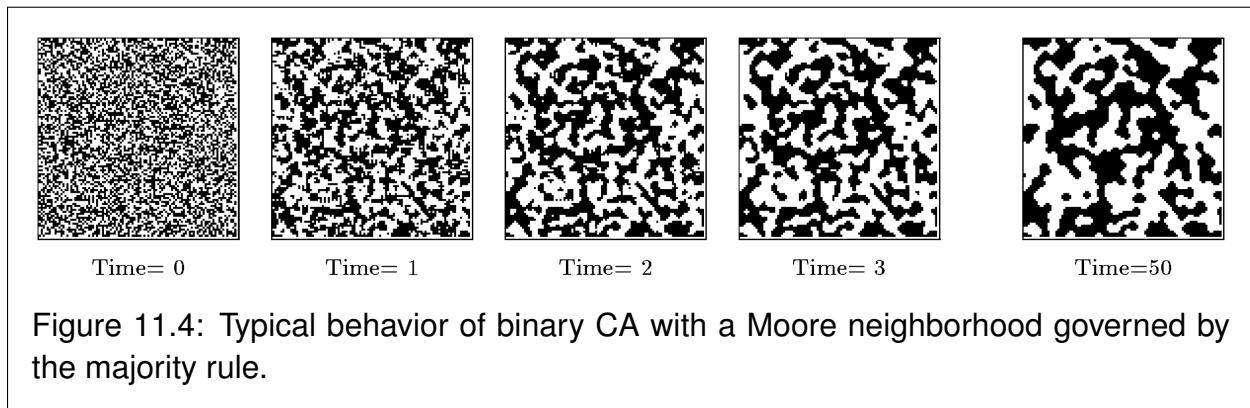 Time= 0
Time= 1
Time= 2
Time= 3
Time=50
Figure 11.4: Typical behavior of binary CA with a Moore neighborhood governed by
the majority rule.